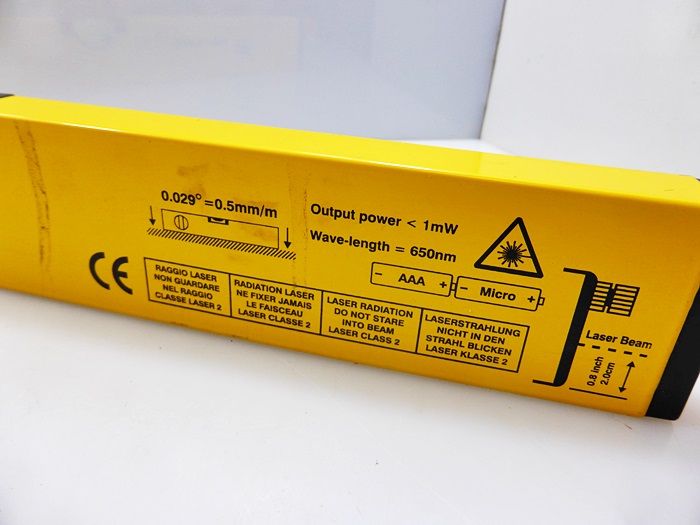 0.029° =0.5mm/m
Output power < 1mW
Wave-length = 650nm
- AAA +
- Micro +
CE
RAGGIO LASER
NON GUARDARE
NEL RAGGIO
CLASSE LASER 2
RADIATION LASER
NE FIXER JAMAIS
LE FAISCEAU
LASER CLASSE 2
LASER RADIATION
DO NOT STARE
INTO BEAM
LASER CLASS 2
LASERSTRAHLUNG
NICHT IN DEN
STRAHL BLICKEN
LASER KLASSE 2
Laser Beam
0.8 inch
2.0cm